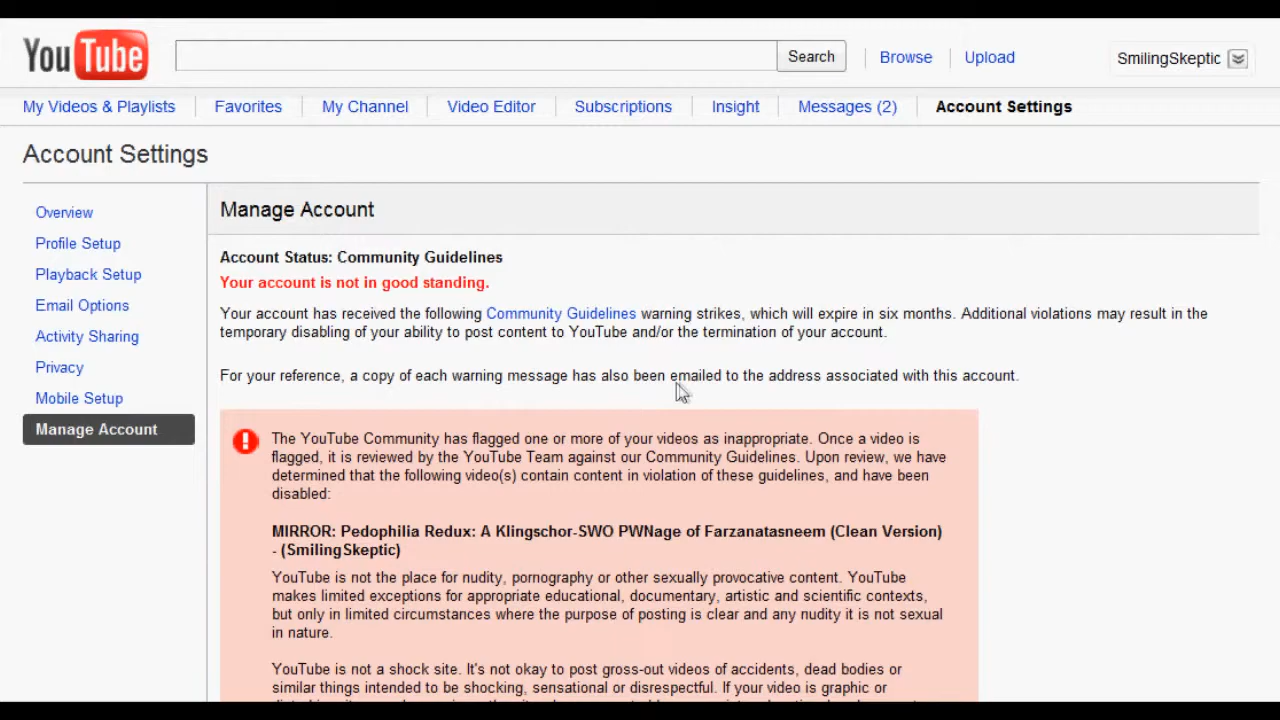 YouTube
Search
Browse
Upload
SmilingSkeptic
My Videos & Playlists
Favorites
My Channel
Video Editor
Subscriptions
Insight
Messages (2)
Account Settings
Account Settings
Overview
Profile Setup
Playback Setup
Email Options
Activity Sharing
Privacy
Mobile Setup
Manage Account
Manage Account
Account Status: Community Guidelines
Your account is not in good standing.
Your account has received the following Community Guidelines warning strikes, which will expire in six months. Additional violations may result in the
temporary disabling of your ability to post content to YouTube and/or the termination of your account.
For your reference, a copy of each warning message has also been emailed to the address associated with this account.
The YouTube Community has flagged one or more of your videos as inappropriate. Once a video is
flagged, it is reviewed by the YouTube Team against our Community Guidelines. Upon review, we have
determined that the following video(s) contain content in violation of these guidelines, and have been
disabled:
MIRROR: Pedophilia Redux: A Klingschor-SWO PWNage of Farzanatasneem (Clean Version)
- (SmilingSkeptic)
YouTube is not the place for nudity, pornography or other sexually provocative content. YouTube
makes limited exceptions for appropriate educational, documentary, artistic and scientific contexts,
but only in limited circumstances where the purpose of posting is clear and any nudity it is not sexual
in nature.
YouTube is not a shock site. It's not okay to post gross-out videos of accidents, dead bodies or
similar things intended to be shocking, sensational or disrespectful. If your video is graphic or